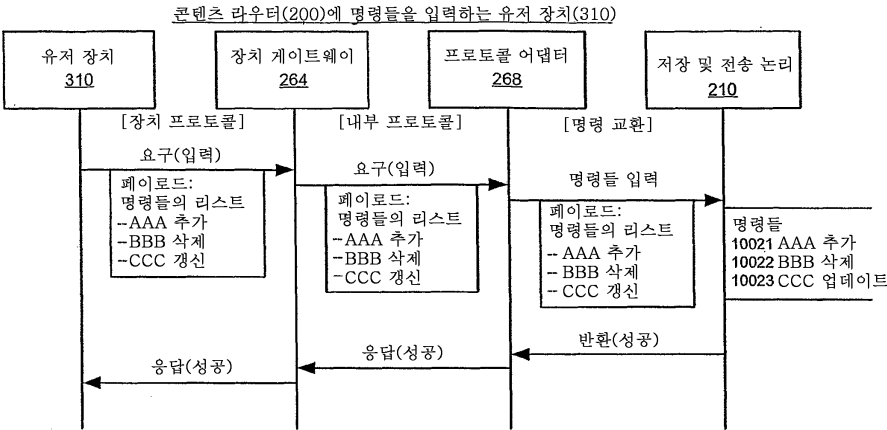 콘텐츠 라우터(200)에 명령들을 입력하는 유저 장치(310)
유저 장치
310
장치 게이트웨이
264
프로토콜 어댑터
268
저장 및 전송 논리
210
[장치 프로토콜]
[내부 프로토콜]
[명령 교환]
요구(입력)
페이로드:
명령들의 리스트
--AAA 추가
--BBB 삭제
--CCC 갱신
요구(입력)
페이로드:
명령들의 리스트
--AAA 추가
--BBB 삭제
--CCC 갱신
명령들 입력
페이로드:
명령들의 리스트
-- AAA 추가
-- BBB 삭제
-- CCC 갱신
명령들
10021 AAA 추가
10022 BBB 삭제
10023 CCC 업데이트
반환(성공)
응답(성공)
응답(성공)